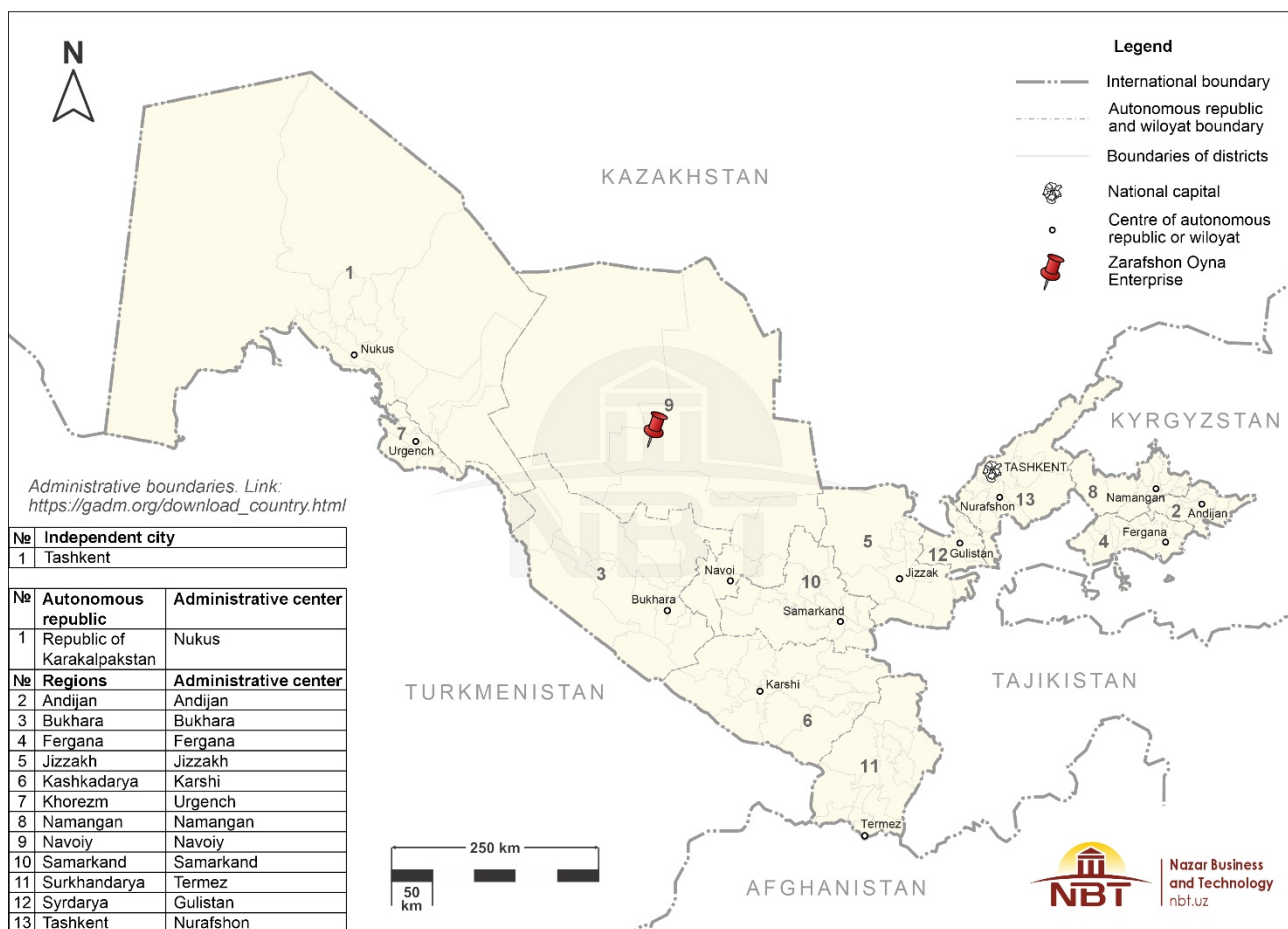 N
Legend
International boundary
Autonomous republic
and wiloyat boundary
Boundaries of districts
National capital
Centre of autonomous
republic or wiloyat
Zarafshon Oyna
Enterprise
KAZAKHSTAN
KYRGYZSTAN
TAJIKISTAN
TURKMENISTAN
AFGHANISTAN
1
Nukus
7
Urgench
9
NBT
3
Bukhara
Navoi
10
Samarkand
5
Jizzak
12
Gulistan
TASHKENT
Nurafshon
13
8
Namangan
2
Andijan
4
Fergana
Karshi
6
11
Termez
Administrative boundaries. Link:
https://gadm.org/download_country.html
№ Independent city
1 Tashkent
№ Autonomous republic Administrative center
1 Republic of Karakalpakstan Nukus
№ Regions Administrative center
2 Andijan Andijan
3 Bukhara Bukhara
4 Fergana Fergana
5 Jizzakh Jizzakh
6 Kashkadarya Karshi
7 Khorezm Urgench
8 Namangan Namangan
9 Navoiy Navoiy
10 Samarkand Samarkand
11 Surkhandarya Termez
12 Syrdarya Gulistan
13 Tashkent Nurafshon
250 km
50
km
NBT
Nazar Business
and Technology
nbt.uz